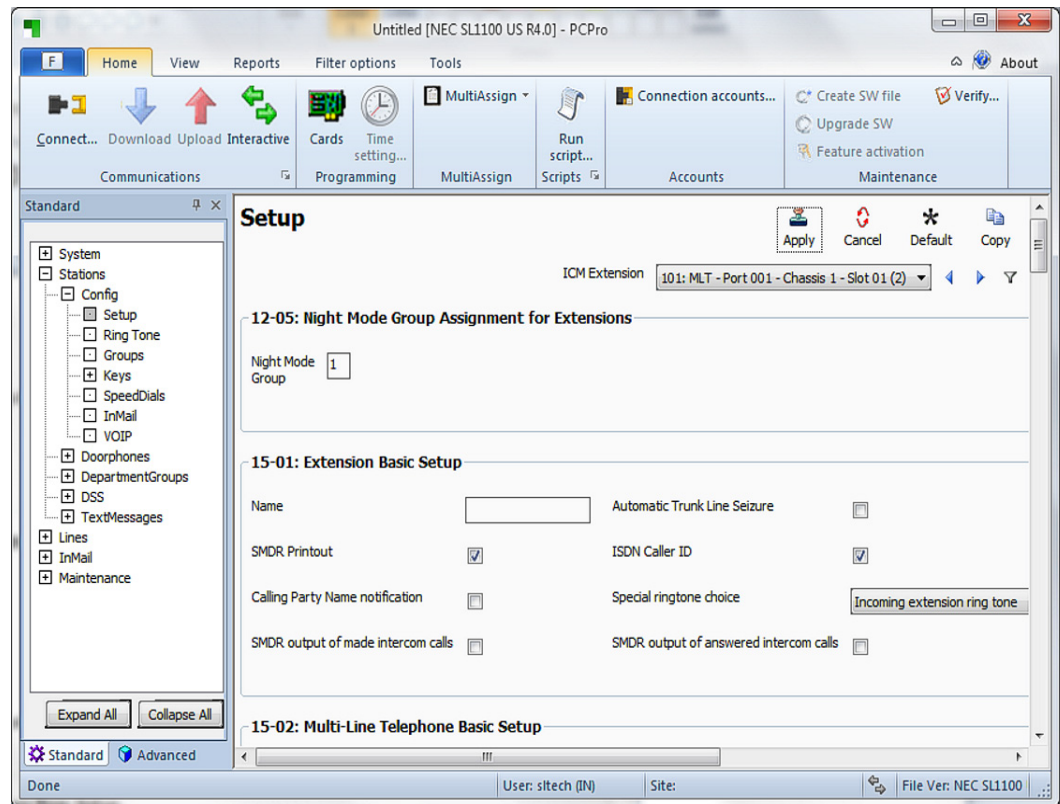 Untitled [NEC SL1100 US R4.0] - PCPro
F Home View Reports Filter options Tools About
Connect... Download Upload Interactive Cards Time setting... MultiAssign Run script... Connection accounts... Create SW file Verify...
Upgrade SW
Feature activation
Communications Programming MultiAssign Scripts Accounts Maintenance
Standard
System
Stations
Config
Setup
Ring Tone
Groups
Keys
SpeedDials
InMail
VOIP
Doorphones
DepartmentGroups
DSS
TextMessages
Lines
InMail
Maintenance
Expand All Collapse All
Standard Advanced
Setup
Apply Cancel Default Copy
ICM Extension 101: MLT - Port 001 - Chassis 1 - Slot 01 (2)
12-05: Night Mode Group Assignment for Extensions
Night Mode Group 1
15-01: Extension Basic Setup
Name Automatic Trunk Line Seizure
SMDR Printout ISDN Caller ID
Calling Party Name notification Special ringtone choice Incoming extension ring tone
SMDR output of made intercom calls SMDR output of answered intercom calls
15-02: Multi-Line Telephone Basic Setup
Done User: sltech (IN) Site: File Ver: NEC SL1100